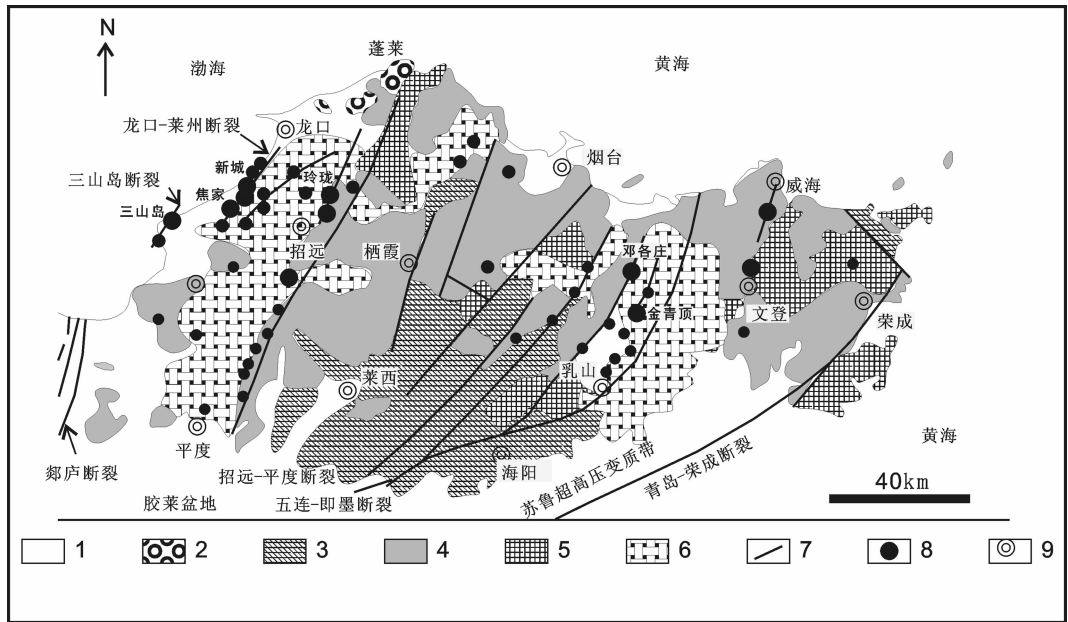 N
蓬莱
渤海
黄海
龙口-莱州断裂
龙口
烟台
新城
三山岛断裂
玲珑
威海
焦家
三山岛
招远
栖霞
邓各庄
金青顶
文登
荣成
乳山
莱西
平度
黄海
郯庐断裂
招远-平度断裂
海阳
苏鲁超高压变质带
青岛-荣成断裂
40km
胶莱盆地
五连-即墨断裂
1
2
3
4
5
6
7
8
9